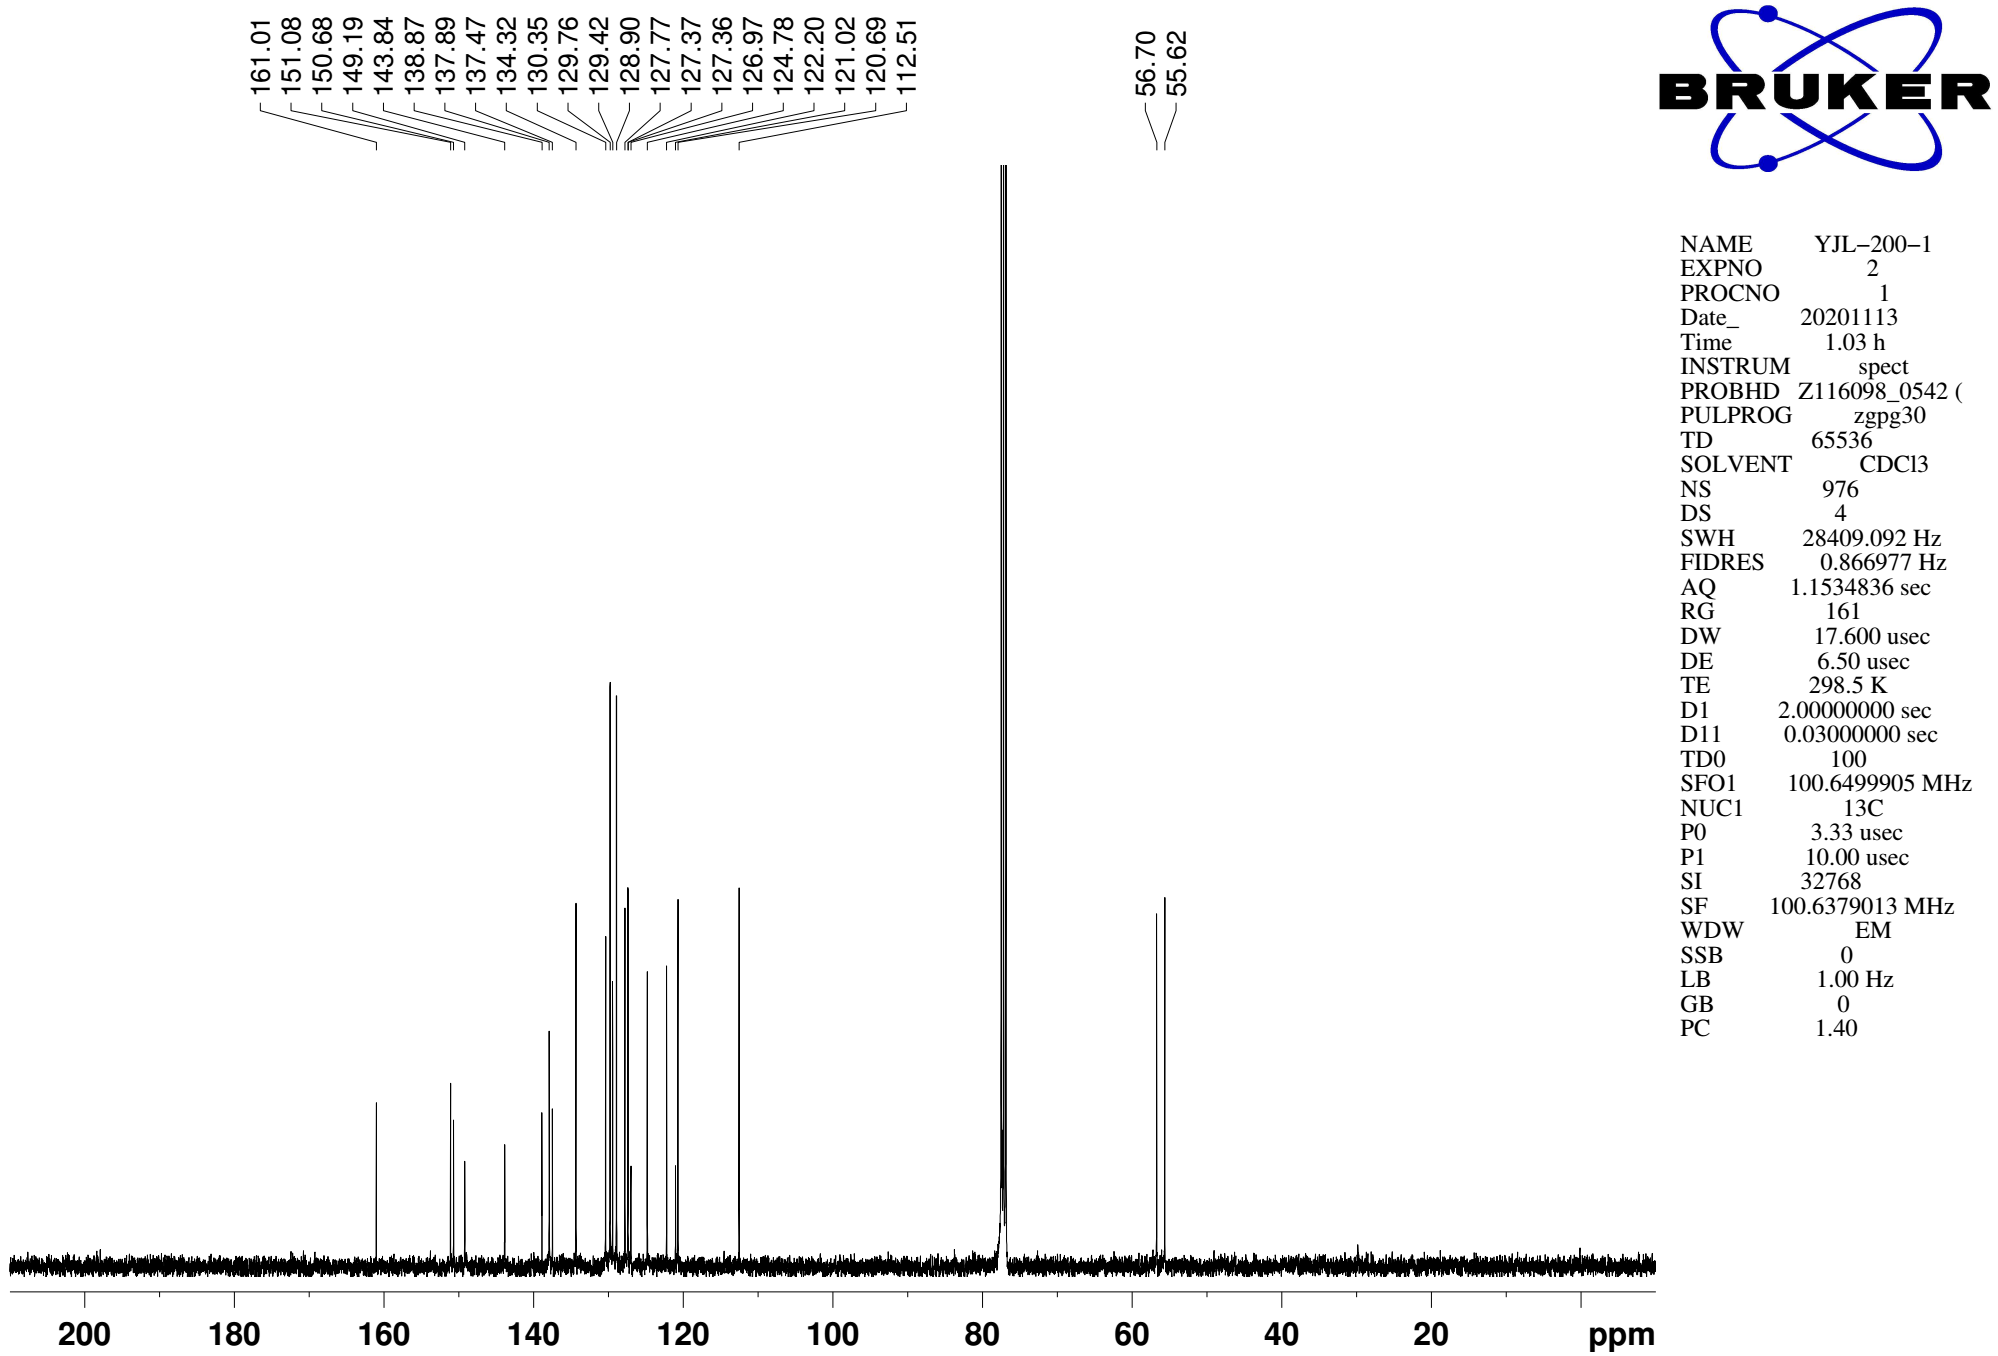 161.01
151.08
150.68
149.19
143.84
138.87
137.89
137.47
134.32
130.35
129.76
129.42
128.90
127.77
127.37
127.36
126.97
124.78
122.20
121.02
120.69
112.51
56.70
55.62
BRUKER
NAME YJL-200-1
EXPNO 2
PROCNO 1
Date_ 20201113
Time 1.03 h
INSTRUM spect
PROBHD Z116098_0542 (
PULPROG zgpg30
TD 65536
SOLVENT CDCl3
NS 976
DS 4
SWH 28409.092 Hz
FIDRES 0.866977 Hz
AQ 1.1534836 sec
RG 161
DW 17.600 usec
DE 6.50 usec
TE 298.5 K
D1 2.00000000 sec
D11 0.03000000 sec
TD0 100
SFO1 100.6499905 MHz
NUC1 13C
P0 3.33 usec
P1 10.00 usec
SI 32768
SF 100.6379013 MHz
WDW EM
SSB 0
LB 1.00 Hz
GB 0
PC 1.40
200 180 160 140 120 100 80 60 40 20 ppm